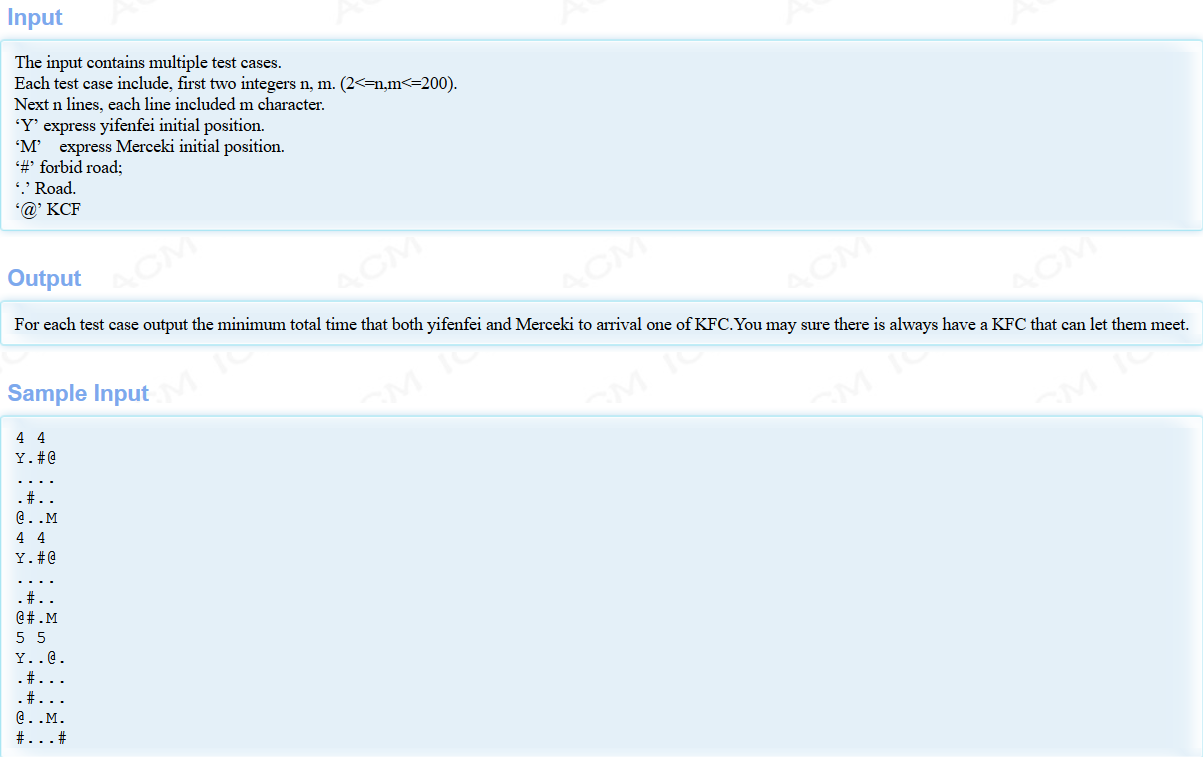 Input
The input contains multiple test cases.
Each test case include, first two integers n, m. (2<=n,m<=200).
Next n lines, each line included m character.
‘Y’ express yifenfei initial position.
‘M’    express Merceki initial position.
‘#’ forbid road;
‘.’ Road.
‘@’ KCF
Output
For each test case output the minimum total time that both yifenfei and Merceki to arrival one of KFC.You may sure there is always have a KFC that can let them meet.
Sample Input
4 4
Y.#@
....
.#..
@..M
4 4
Y.#@
....
.#..
@#.M
5 5
Y..@.
.#...
.#...
@..M.
#...#